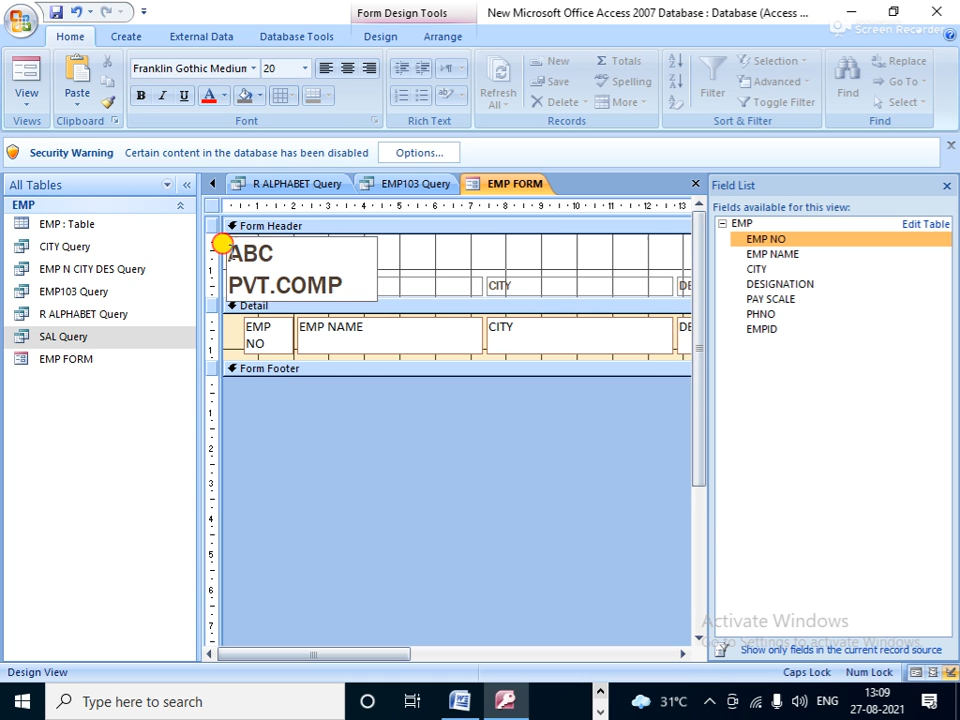 Form Design Tools
New Microsoft Office Access 2007 Database : Database (Access ...
Home
Create
External Data
Database Tools
Design
Arrange
Screen Recorder
View
Paste
Franklin Gothic Medium
20
B I U
Refresh All
New
Save
Delete
Totals
Spelling
More
Filter
Selection
Advanced
Toggle Filter
Find
Replace
Go To
Select
Views
Clipboard
Font
Rich Text
Records
Sort & Filter
Find
Security Warning
Certain content in the database has been disabled
Options...
All Tables
EMP
EMP : Table
CITY Query
EMP N CITY DES Query
EMP103 Query
R ALPHABET Query
SAL Query
EMP FORM
R ALPHABET Query
EMP103 Query
EMP FORM
Form Header
ABC
PVT.COMP
CITY
DE
Detail
EMP NO
EMP NAME
CITY
DE
Form Footer
Field List
Fields available for this view:
EMP
Edit Table
EMP NO
EMP NAME
CITY
DESIGNATION
PAY SCALE
PHNO
EMPID
Activate Windows
Go to Settings to activate Windows.
Show only fields in the current record source
Design View
Caps Lock
Num Lock
Type here to search
31°C
ENG
13:09
27-08-2021